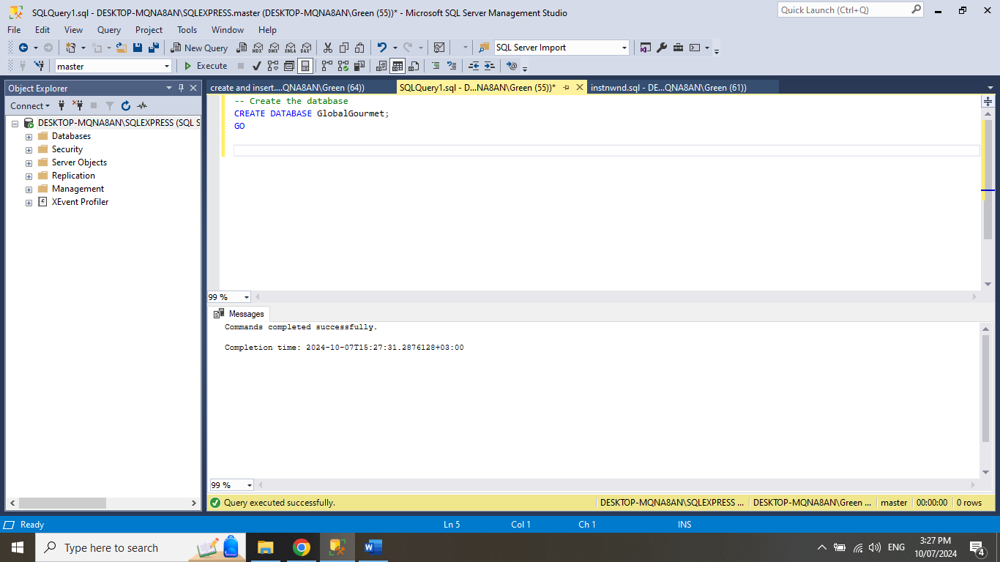 SQLQuery1.sql - DESKTOP-MQNA8AN\SQLEXPRESS.master (DESKTOP-MQNA8AN\Green (55))* - Microsoft SQL Server Management Studio
Quick Launch (Ctrl+Q)
File Edit View Query Project Tools Window Help
New Query MDX DMX XMLA DAX SQL Server Import
master Execute
Object Explorer
create and insert....QNA8AN\Green (64)) SQLQuery1.sql - D...NA8AN\Green (55))* instnwnd.sql - DE...QNA8AN\Green (61))
Connect
DESKTOP-MQNA8AN\SQLEXPRESS (SQL S
Databases
Security
Server Objects
Replication
Management
XEvent Profiler
-- Create the database
CREATE DATABASE GlobalGourmet;
GO
99 %
Messages
Commands completed successfully.
Completion time: 2024-10-07T15:27:31.2876128+03:00
99 %
Query executed successfully. DESKTOP-MQNA8AN\SQLEXPRESS ... DESKTOP-MQNA8AN\Green ... master 00:00:00 0 rows
Ready Ln 5 Col 1 Ch 1 INS
Type here to search
ENG
3:27 PM
10/07/2024
4